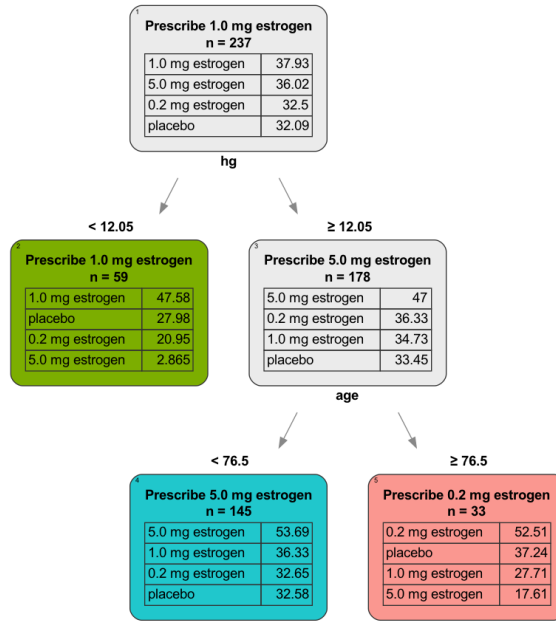 1
Prescribe 1.0 mg estrogen
n = 237
1.0 mg estrogen 37.93
5.0 mg estrogen 36.02
0.2 mg estrogen 32.5
placebo 32.09
hg
< 12.05
≥ 12.05
2
Prescribe 1.0 mg estrogen
n = 59
1.0 mg estrogen 47.58
placebo 27.98
0.2 mg estrogen 20.95
5.0 mg estrogen 2.865
3
Prescribe 5.0 mg estrogen
n = 178
5.0 mg estrogen 47
0.2 mg estrogen 36.33
1.0 mg estrogen 34.73
placebo 33.45
age
< 76.5
≥ 76.5
4
Prescribe 5.0 mg estrogen
n = 145
5.0 mg estrogen 53.69
1.0 mg estrogen 36.33
0.2 mg estrogen 32.65
placebo 32.58
5
Prescribe 0.2 mg estrogen
n = 33
0.2 mg estrogen 52.51
placebo 37.24
1.0 mg estrogen 27.71
5.0 mg estrogen 17.61